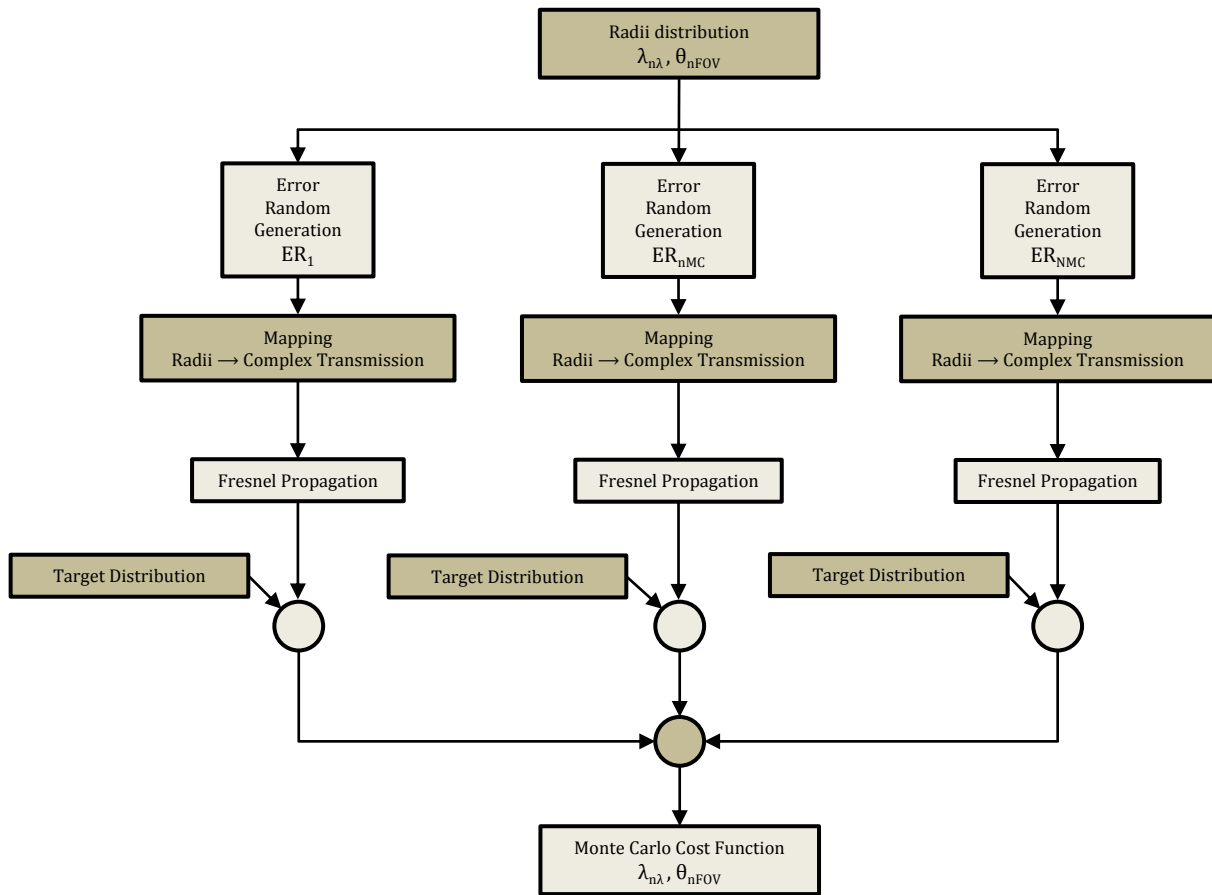 Radii distribution
λnλ , θnFOV
Error
Random
Generation
ER1
Error
Random
Generation
ERnMC
Error
Random
Generation
ERNMC
Mapping
Radii → Complex Transmission
Mapping
Radii → Complex Transmission
Mapping
Radii → Complex Transmission
Fresnel Propagation
Fresnel Propagation
Fresnel Propagation
Target Distribution
Target Distribution
Target Distribution
Monte Carlo Cost Function
λnλ, θnFOV